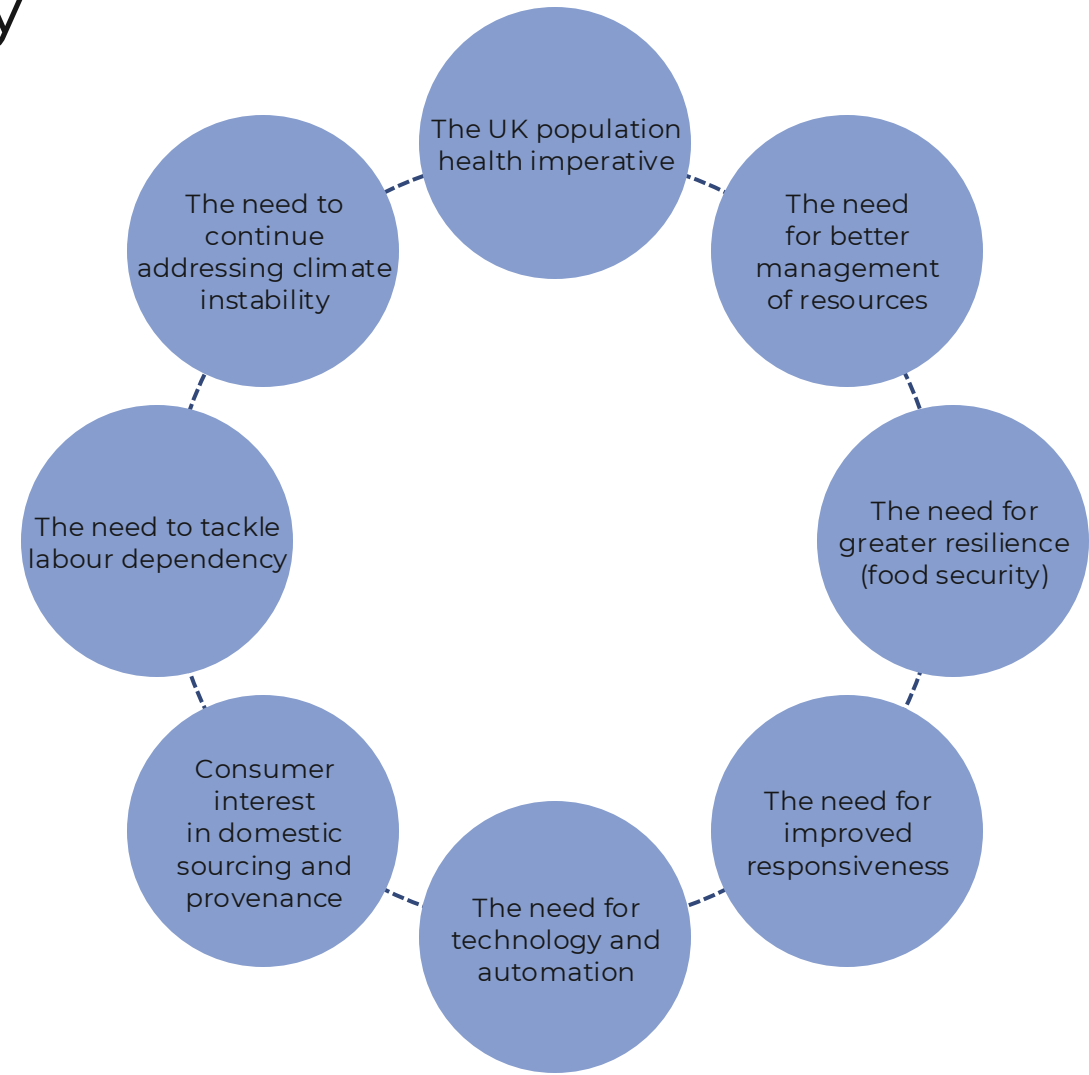 y
The UK population
health imperative
The need
for better
management
of resources
The need for
greater resilience
(food security)
The need for
improved
responsiveness
The need for
technology and
automation
Consumer
interest
in domestic
sourcing and
provenance
The need to tackle
labour dependency
The need to
continue
addressing climate
instability